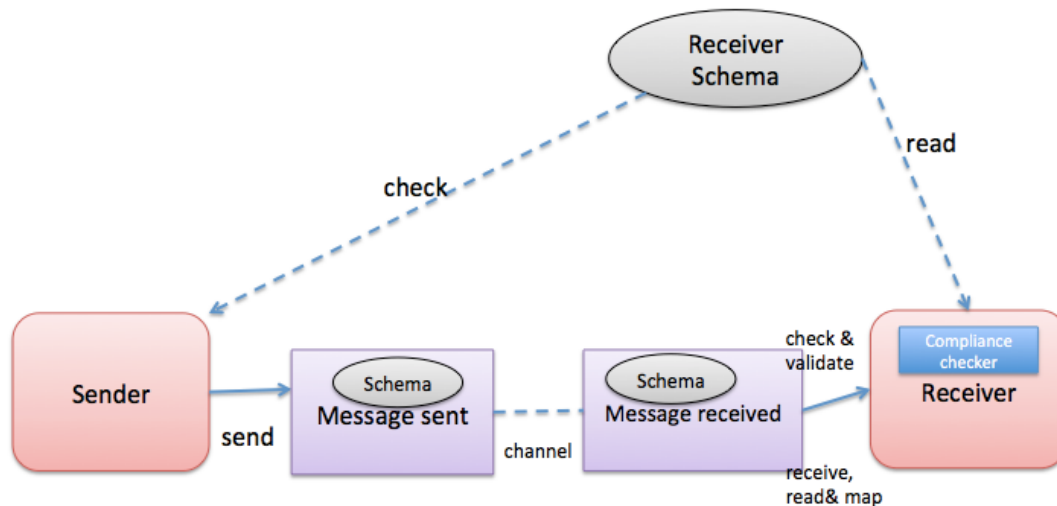 Receiver
Schema
check
read
Sender
send
Schema
Message sent
channel
Schema
Message received
check &
validate
receive,
read& map
Compliance
checker
Receiver